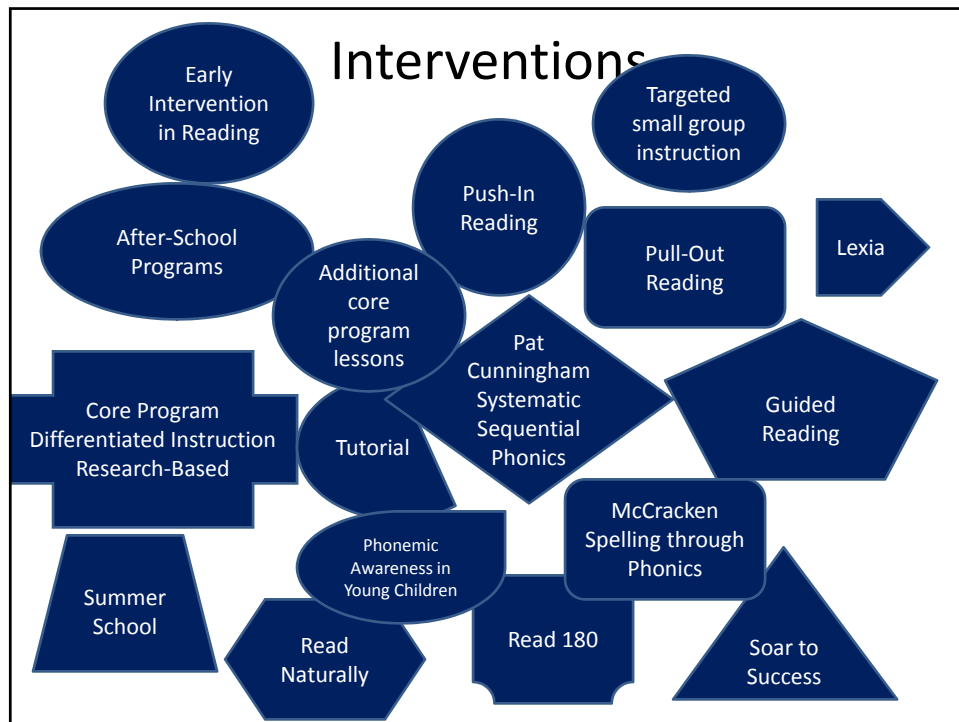 Interventions
Early
Intervention
in Reading
Targeted
small group
instruction
Push-In
Reading
After-School
Programs
Pull-Out
Reading
Lexia
Additional
core
program
lessons
Pat
Cunningham
Systematic
Sequential
Phonics
Core Program
Differentiated Instruction
Research-Based
Tutorial
Guided
Reading
McCracken
Spelling through
Phonics
Phonemic
Awareness in
Young Children
Summer
School
Read
Naturally
Read 180
Soar to
Success